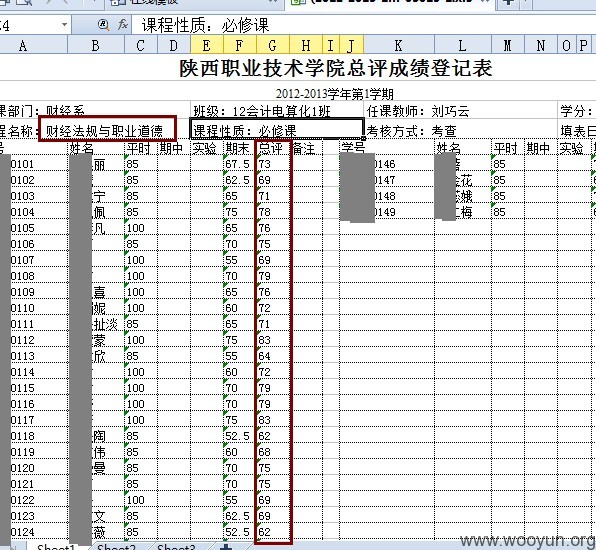 在线模板
:4 fx 课程性质：必修课
A B C D E F G H I J K L M N O P
陕西职业技术学院总评成绩登记表
2012-2013学年第1学期
课部门：财经系 班级：12会计电算化1班 任课教师：刘巧云 学分：
程名称：财经法规与职业道德 课程性质：必修课 考核方式：考查 填表日
号 姓名 平时 期中 实验 期末 总评 备注 学号 姓名 平时 期中 实验
0101 丽 85 67.5 73 0146 85
0102 85 62.5 69 0147 花 85
0103 宁 85 65 71 0148 娥 85
0104 佩 85 75 78 0149 梅 85
0105 凡 100 65 76
0106 85 70 75
0107 100 55 69
0108 100 70 79
0109 喜 100 65 76
0110 妮 100 60 72
0111 扯淡 85 65 71
0112 蒙 100 75 83
0113 欣 85 55 64
0114 100 60 72
0115 100 70 79
0116 100 70 79
0117 100 75 83
0118 陶 85 52.5 62
0119 伟 85 60 68
0120 曼 85 70 75
0121 85 70 75
0122 100 55 69
0123 文 85 62.5 69
0124 薇 85 52.5 62
Sheet1 Sheet2 Sheet3
www.wooyun.org